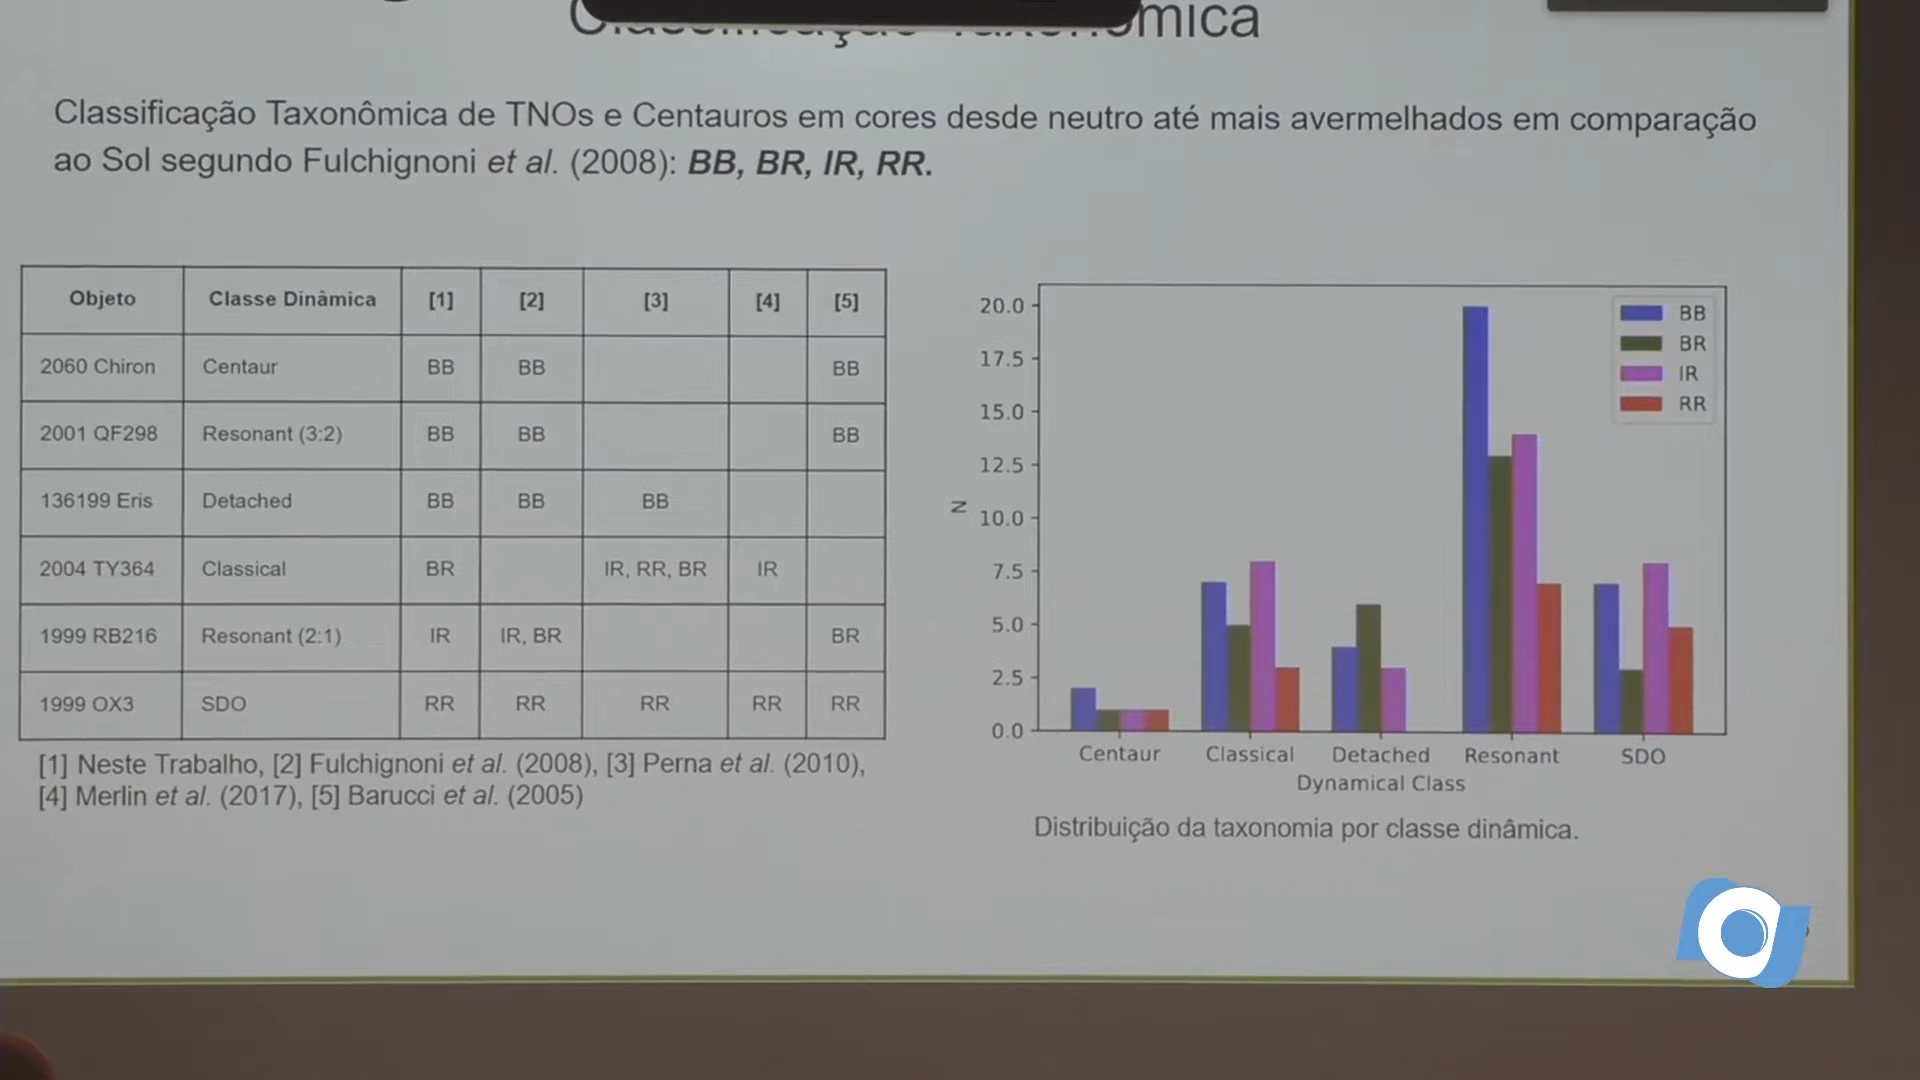 Classificação Taxonômica de TNOs e Centauros em cores desde neutro até mais avermelhados em comparação
ao Sol segundo Fulchignoni et al. (2008): BB, BR, IR, RR.
Objeto Classe Dinâmica [1] [2] [3] [4] [5]
2060 Chiron Centaur BB BB BB
2001 QF298 Resonant (3:2) BB BB BB
136199 Eris Detached BB BB BB
2004 TY364 Classical BR IR, RR, BR IR
1999 RB216 Resonant (2:1) IR IR, BR BR
1999 OX3 SDO RR RR RR RR RR
[1] Neste Trabalho, [2] Fulchignoni et al. (2008), [3] Perna et al. (2010),
[4] Merlin et al. (2017), [5] Barucci et al. (2005)
20.0
17.5
15.0
12.5
10.0
7.5
5.0
2.5
0.0
N
BB
BR
IR
RR
Centaur Classical Detached Resonant SDO
Dynamical Class
Distribuição da taxonomia por classe dinâmica.